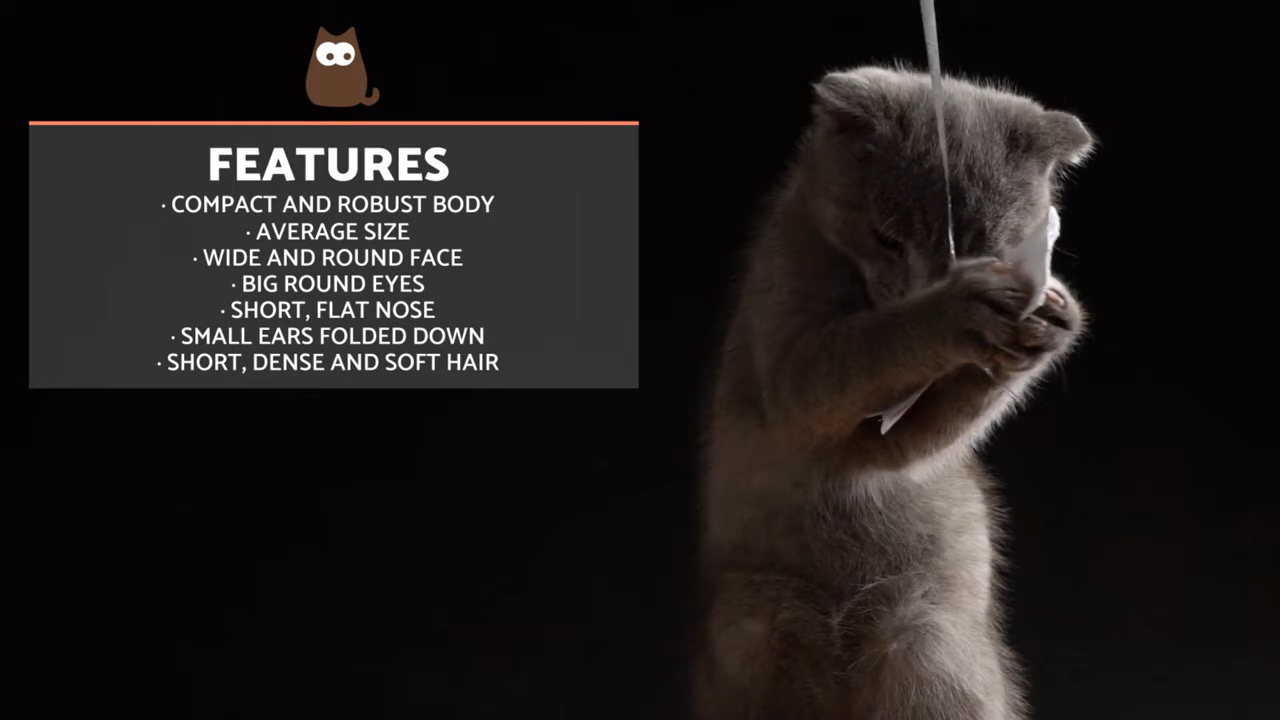 FEATURES
· COMPACT AND ROBUST BODY
· AVERAGE SIZE
· WIDE AND ROUND FACE
· BIG ROUND EYES
· SHORT, FLAT NOSE
· SMALL EARS FOLDED DOWN
· SHORT, DENSE AND SOFT HAIR